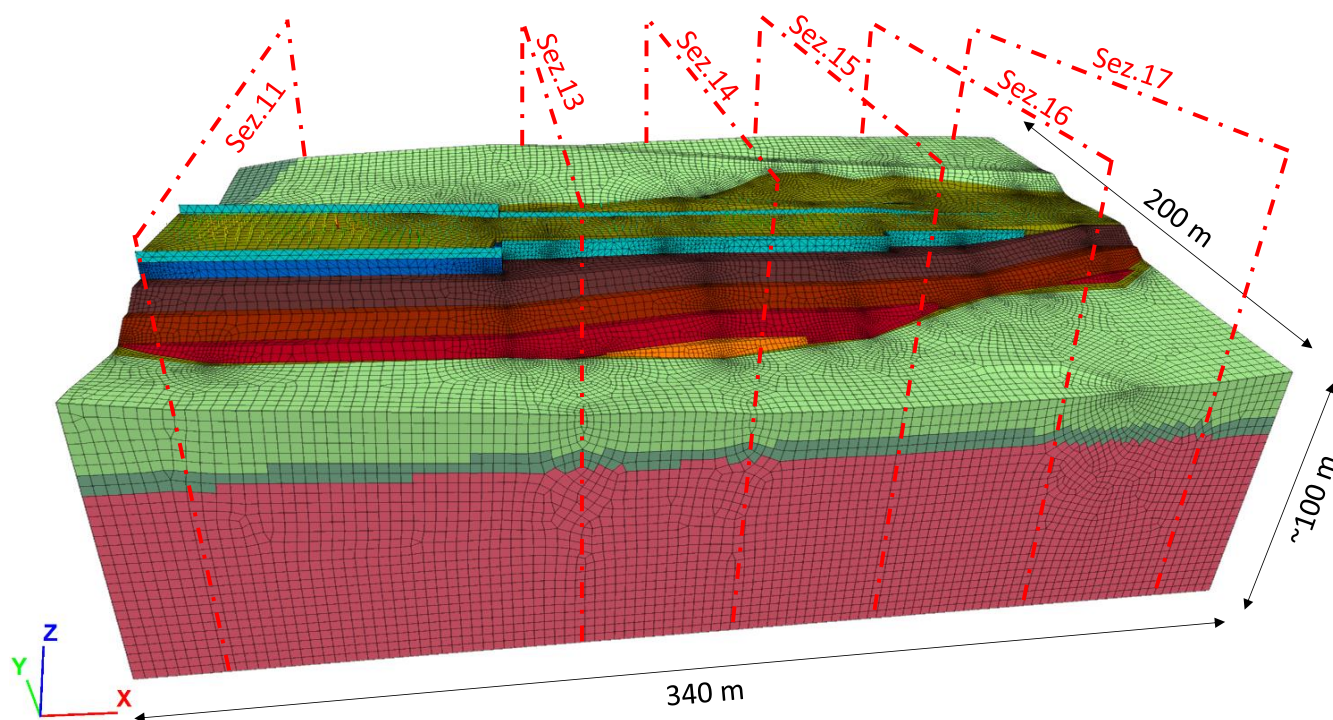 Sez.11
Sez.13
Sez.14
Sez.15
Sez.16
Sez.17
200 m
~100 m
340 m
Z
Y
X